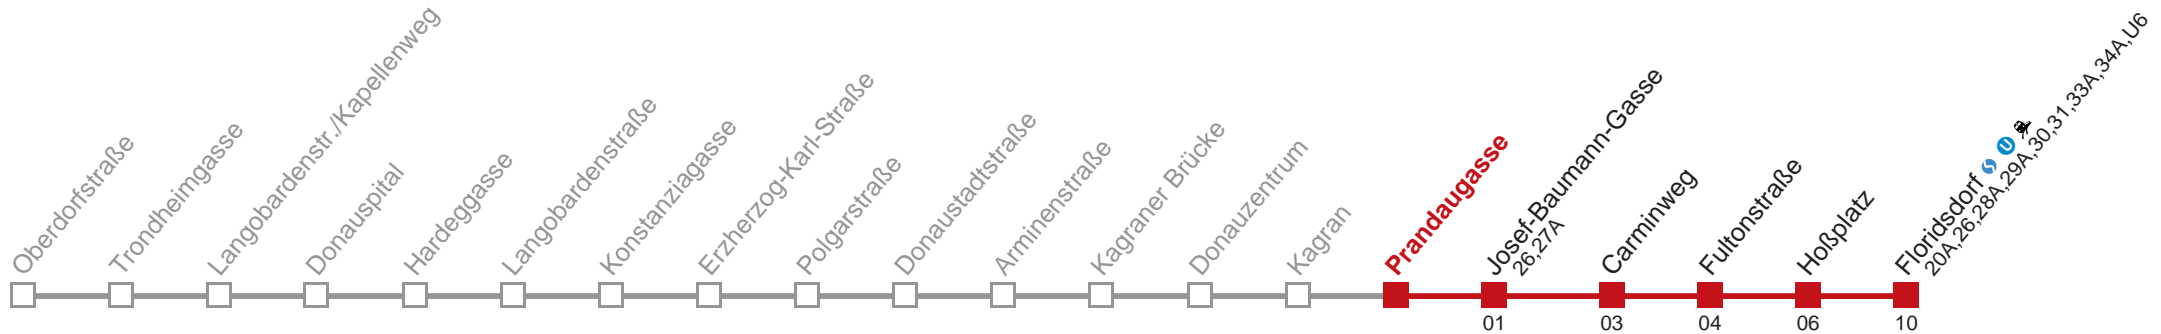 Oberdorfstraße
Trondheimgasse
Langobardenstr./Kapellenweg
Donauspital
Hardeggasse
Langobardenstraße
Konstanziagasse
Erzherzog-Karl-Straße
Polgarstraße
Donaustadtstraße
Arminenstraße
Kagraner Brücke
Donauzentrum
Kagran
Prandaugasse
Josef-Baumann-Gasse
26,27A
Carminweg
Fultonstraße
Hoßplatz
Floridsdorf S U
20A,26,28A,29A,30,31,33A,34A,U6
01
03
04
06
10